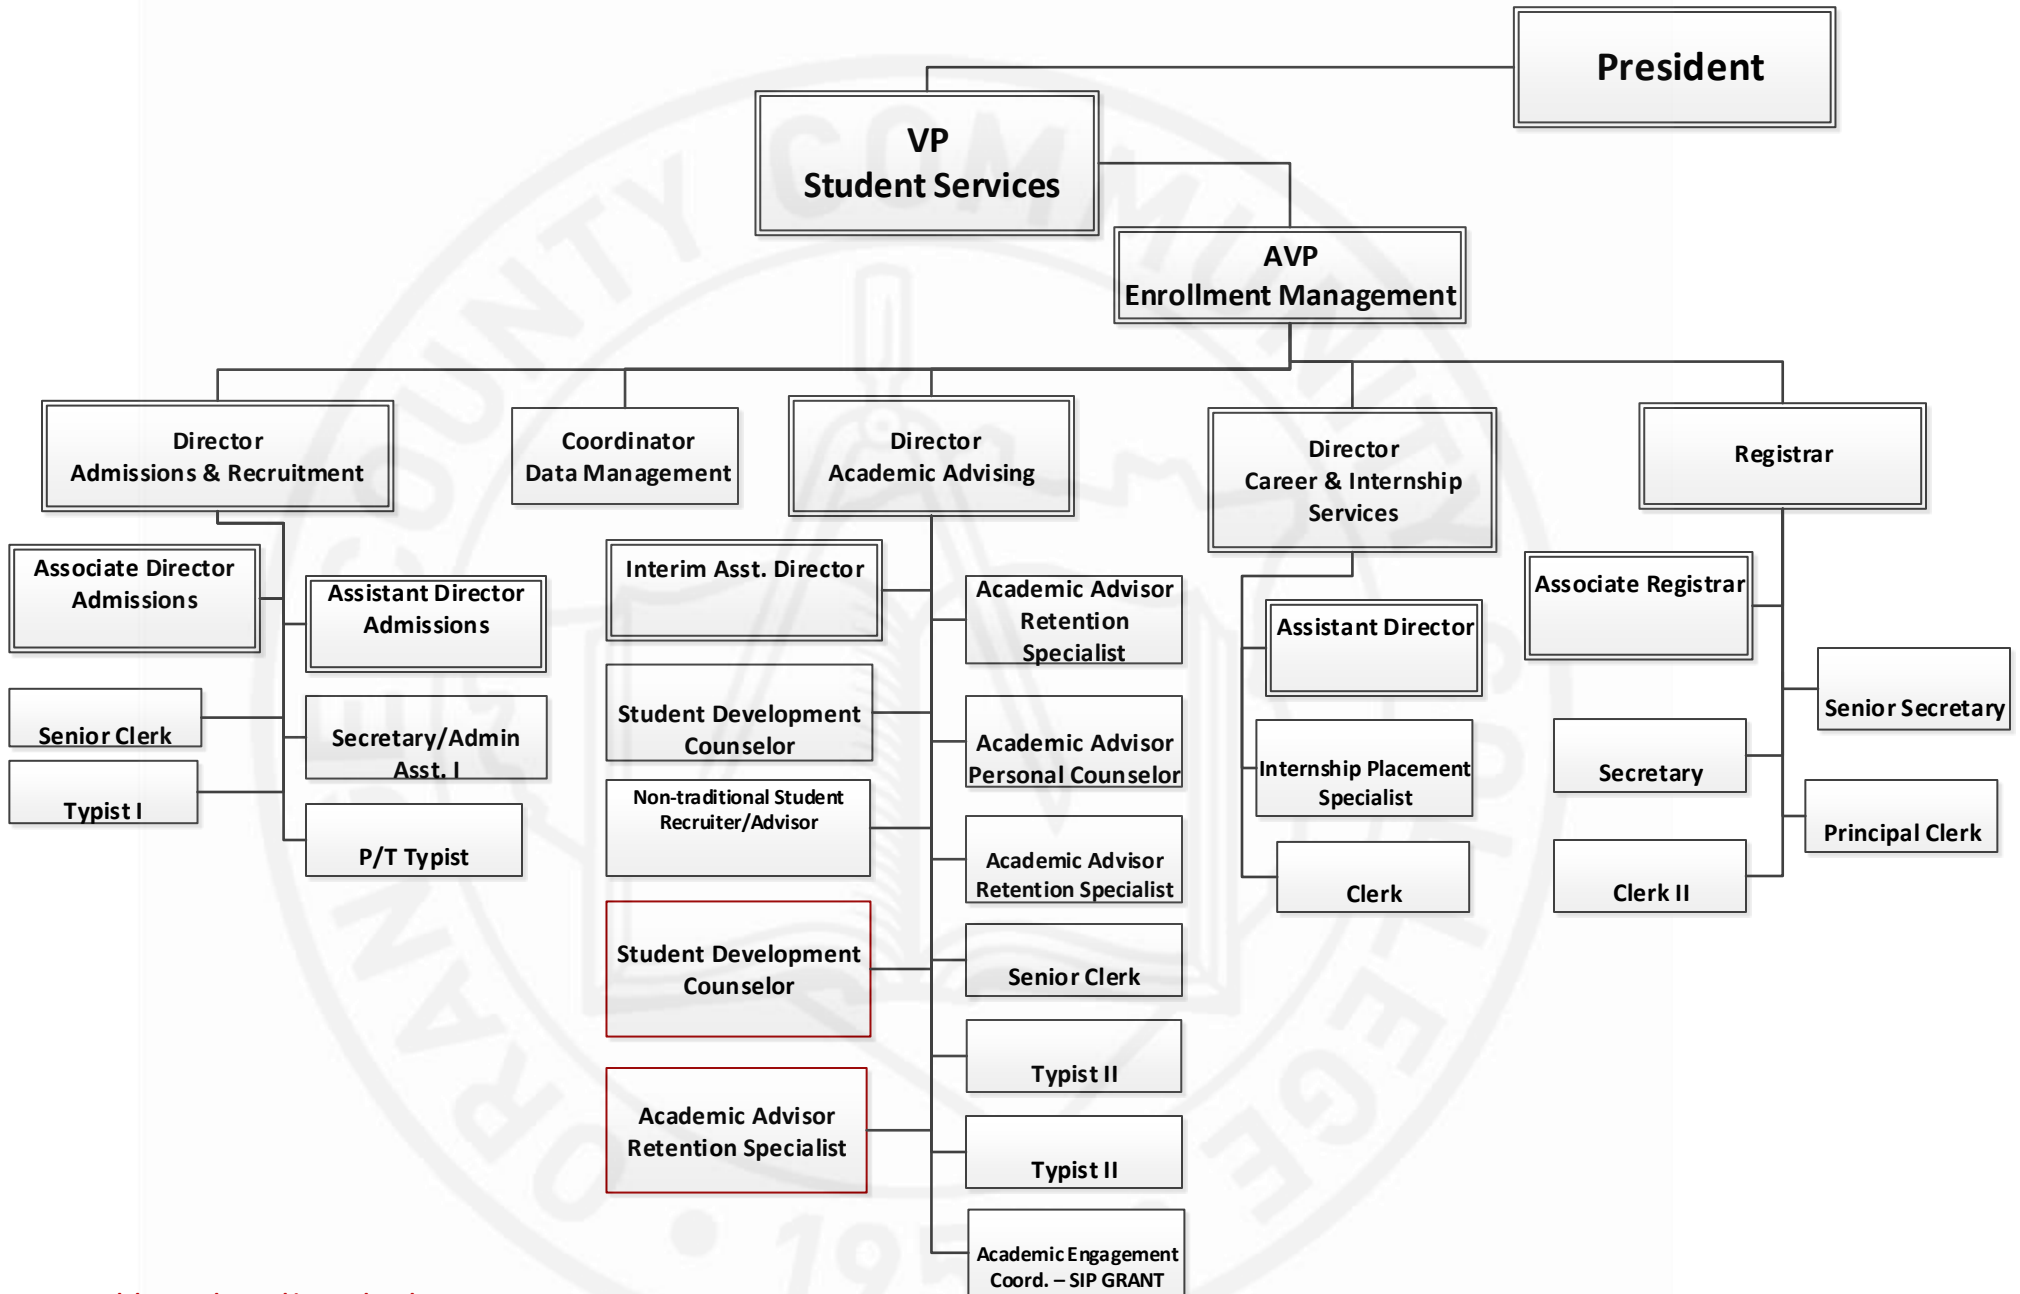 President
VP
Student Services
AVP
Enrollment Management
Director
Admissions & Recruitment
Coordinator
Data Management
Director
Academic Advising
Director
Career & Internship
Services
Registrar
Associate Director
Admissions
Assistant Director
Admissions
Senior Clerk
Secretary/Admin
Asst. I
Typist I
P/T Typist
Interim Asst. Director
Academic Advisor
Retention
Specialist
Student Development
Counselor
Academic Advisor
Personal Counselor
Non-traditional Student
Recruiter/Advisor
Academic Advisor
Retention Specialist
Student Development
Counselor
Senior Clerk
Typist II
Academic Advisor
Retention Specialist
Typist II
Academic Engagement
Coord. – SIP GRANT
Assistant Director
Internship Placement
Specialist
Clerk
Associate Registrar
Senior Secretary
Secretary
Principal Clerk
Clerk II
COUNTY COMMUNITY